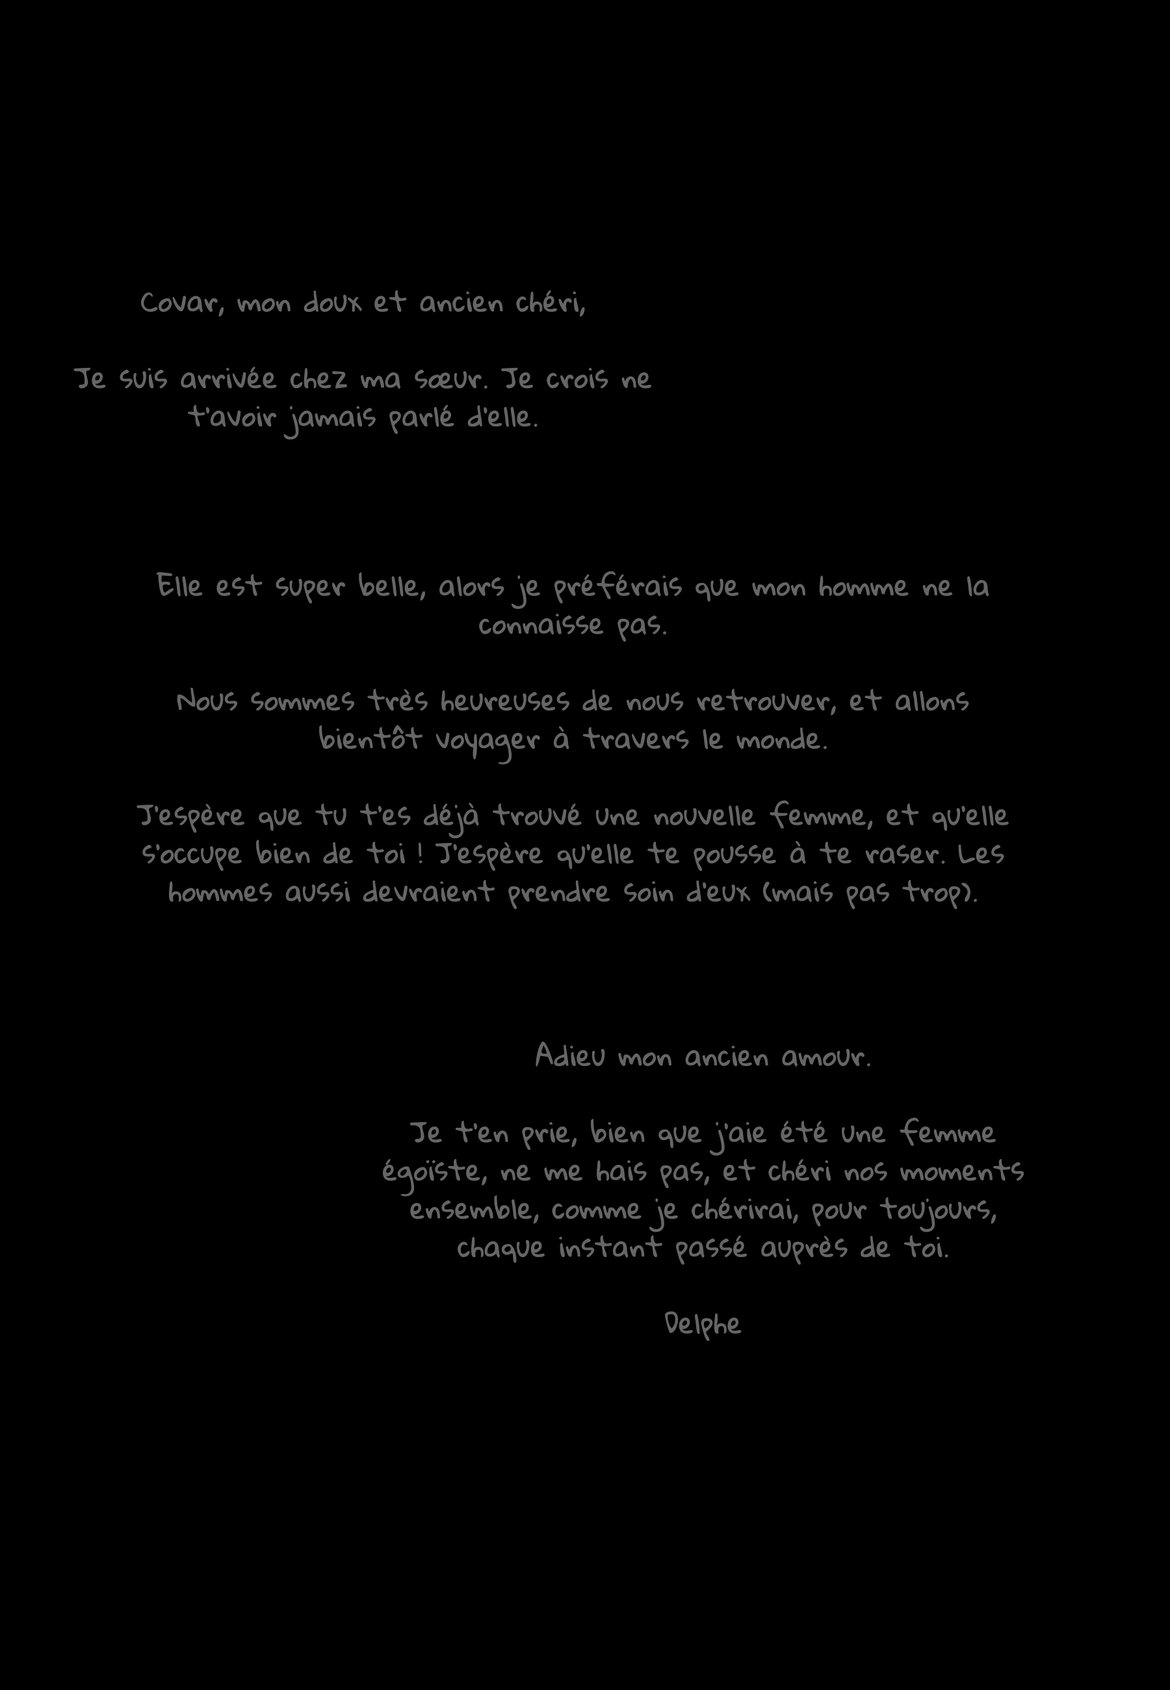 Covar, mon doux et ancien chéri,
Je suis arrivée chez ma sœur. Je crois ne
t'avoir jamais parlé d'elle.
Elle est super belle, alors je préférais que mon homme ne la
connaisse pas.
Nous sommes très heureuses de nous retrouver, et allons
bientôt voyager à travers le monde.
J'espère que tu t'es déjà trouvé une nouvelle femme, et qu'elle
s'occupe bien de toi ! J'espère qu'elle te pousse à te raser. Les
hommes aussi devraient prendre soin d'eux (mais pas trop).
Adieu mon ancien amour.
Je t'en prie, bien que j'aie été une femme
égoïste, ne me hais pas, et chéri nos moments
ensemble, comme je chérirai, pour toujours,
chaque instant passé auprès de toi.
Delphe